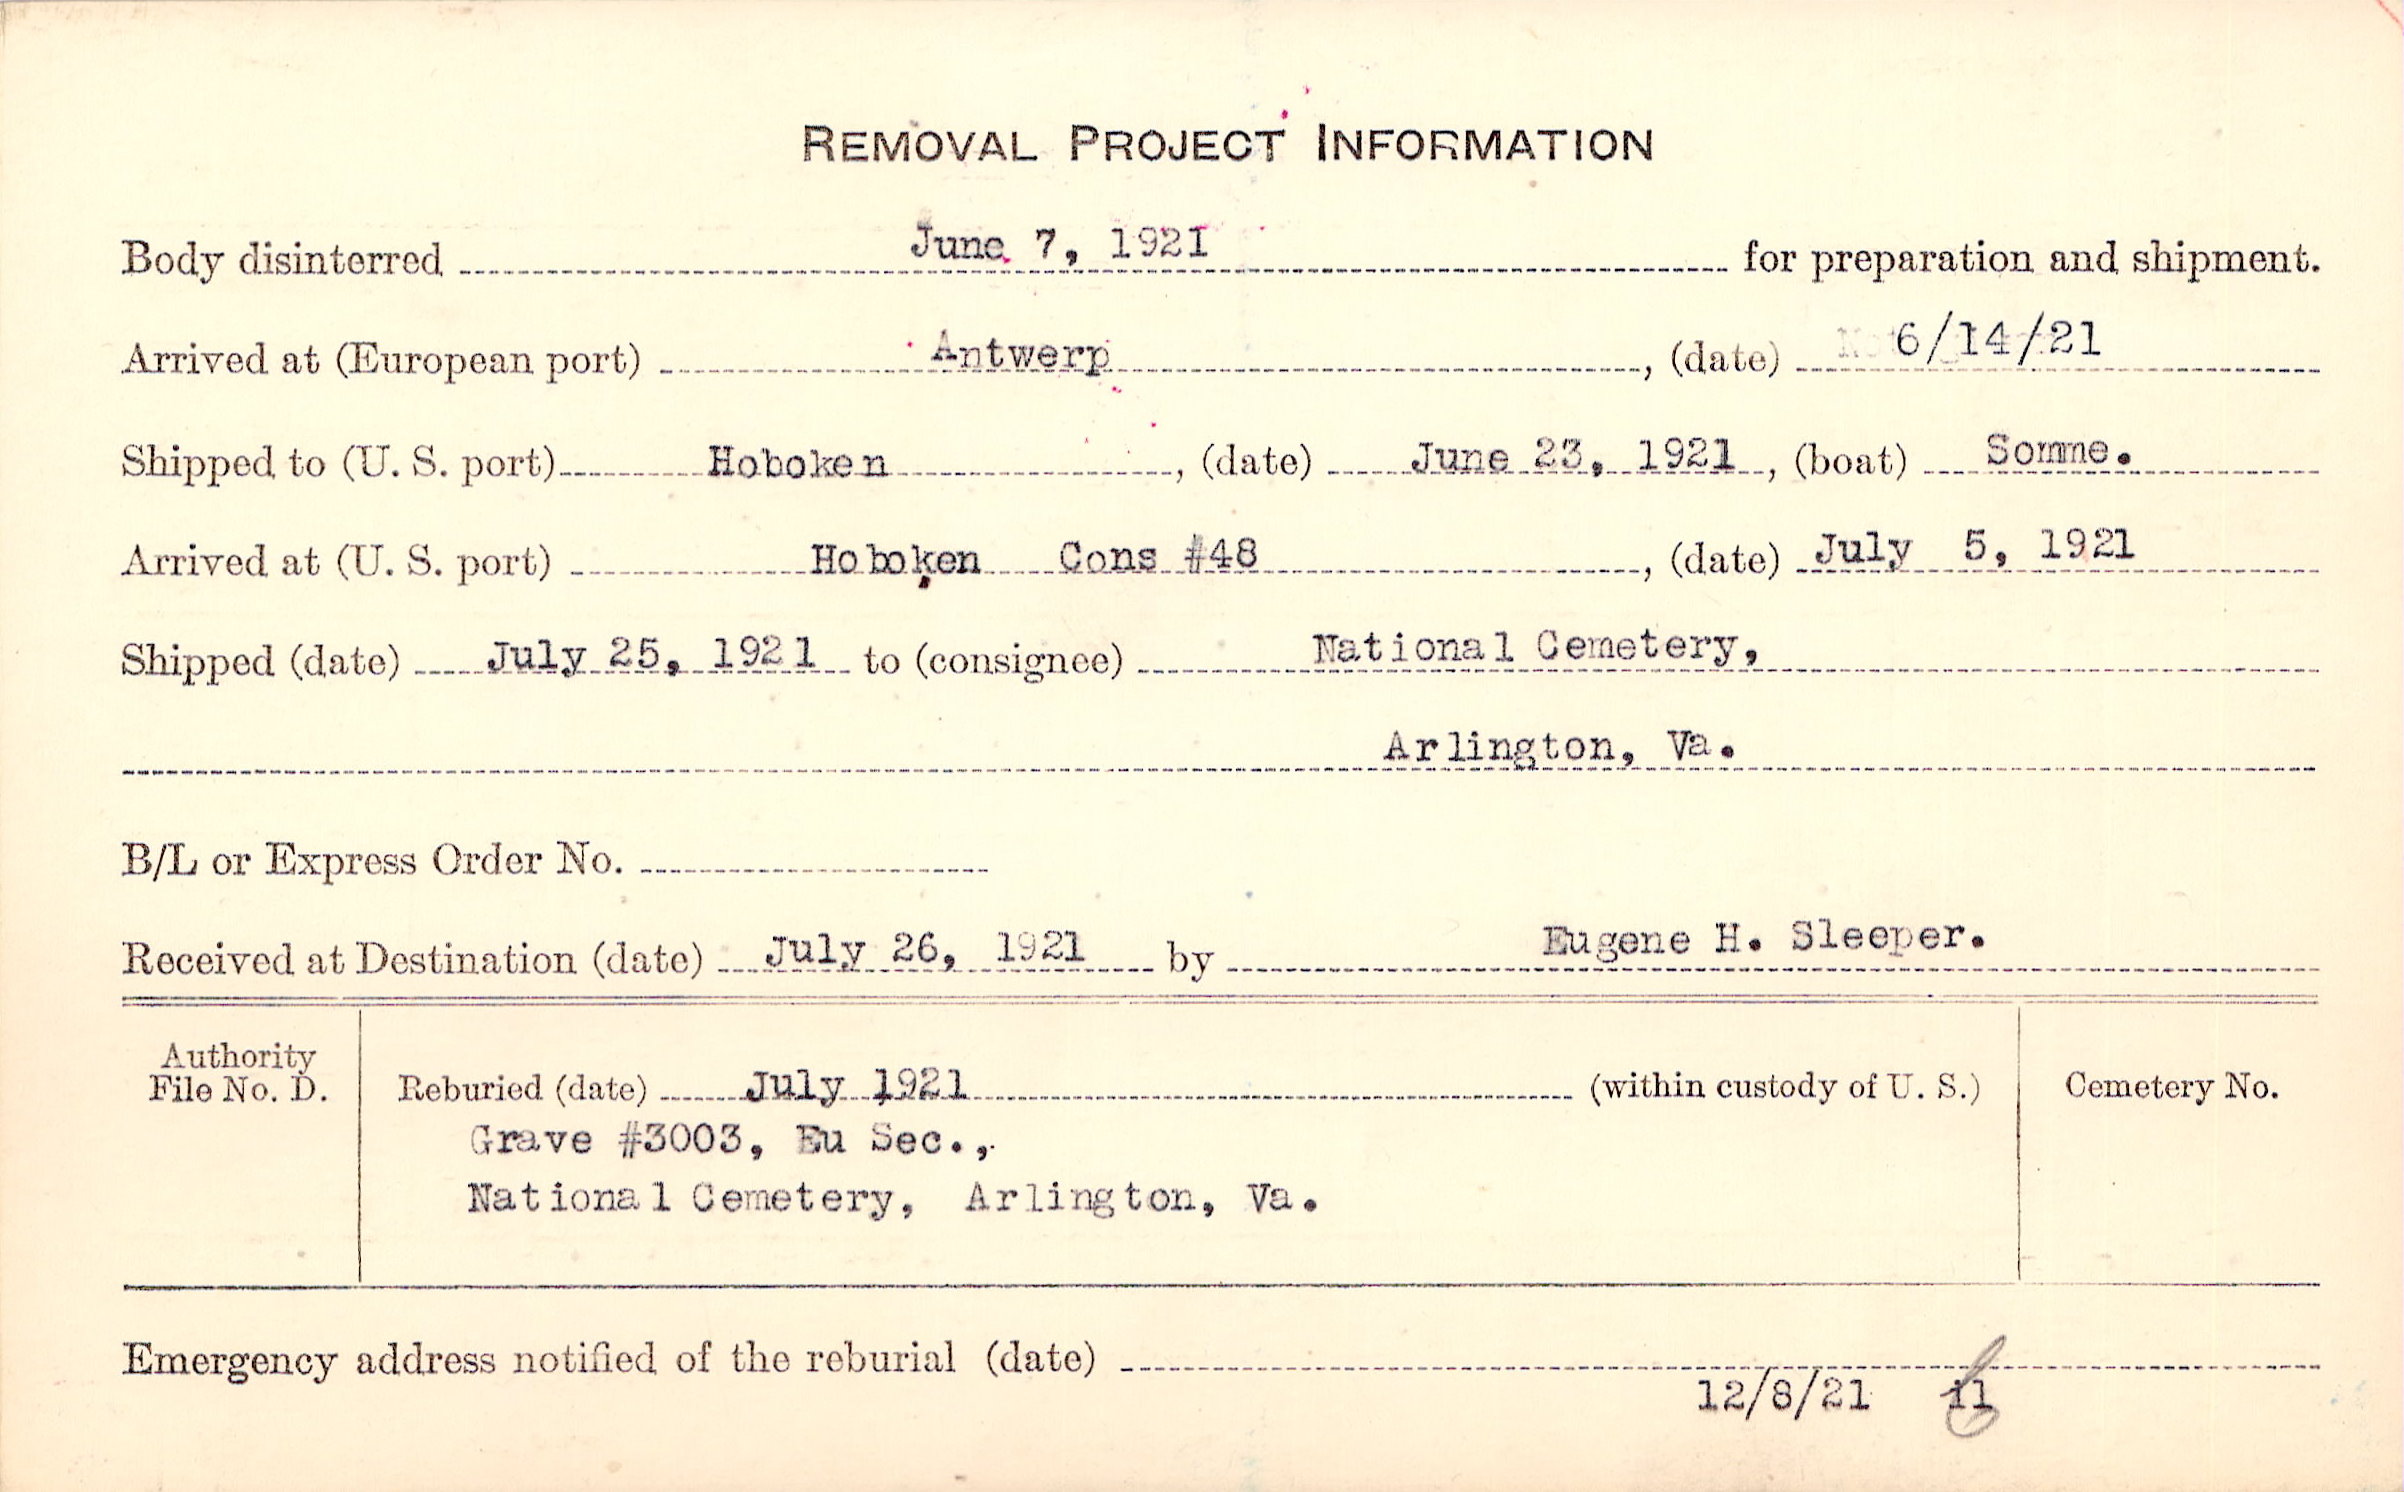 REMOVAL PROJECT INFORMATION
Body disinterred June 7, 1921 for preparation and shipment.
Arrived at (European port) Antwerp, (date) 6/14/21
Shipped to (U. S. port) Hoboken, (date) June 23, 1921, (boat) Somme.
Arrived at (U. S. port) Hoboken Cons #48, (date) July 5, 1921
Shipped (date) July 25, 1921 to (consignee) National Cemetery,
Arlington, Va.
B/L or Express Order No.
Received at Destination (date) July 26, 1921 by Eugene H. Sleeper.
Authority
File No. D.
Reburied (date) July 1921 (within custody of U. S.)
Grave #3003, Eu Sec.,
National Cemetery, Arlington, Va.
Cemetery No.
Emergency address notified of the reburial (date)
12/8/21